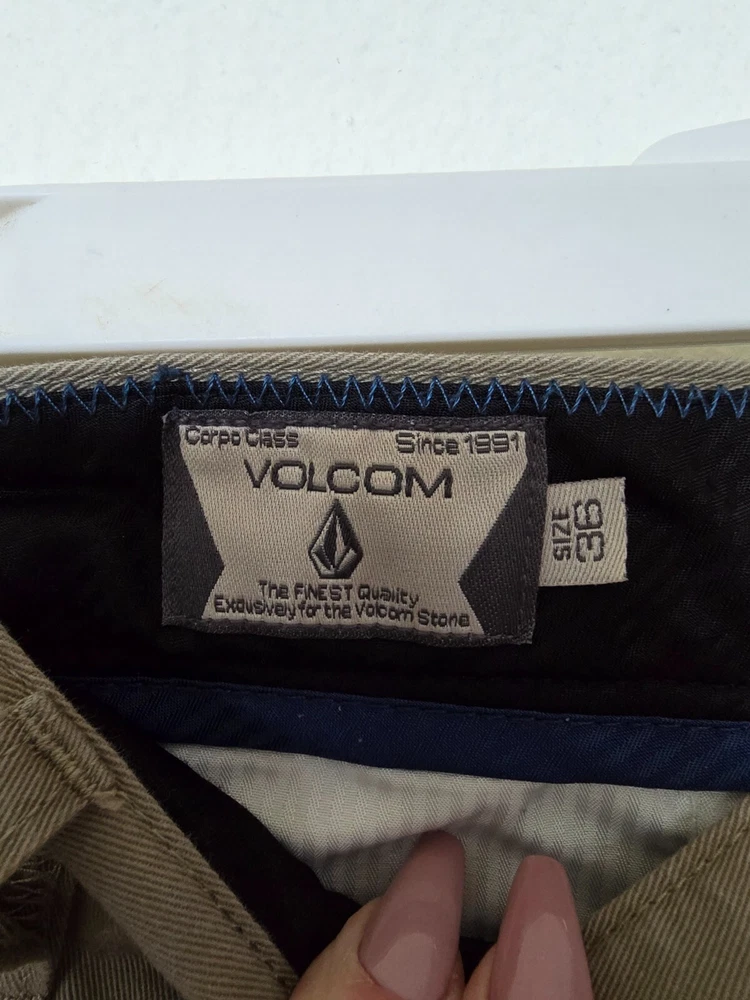 Corpo Class Since 1991
VOLCOM
The FINEST Quality
Exclusively for the Volcom Stone
SIZE
36